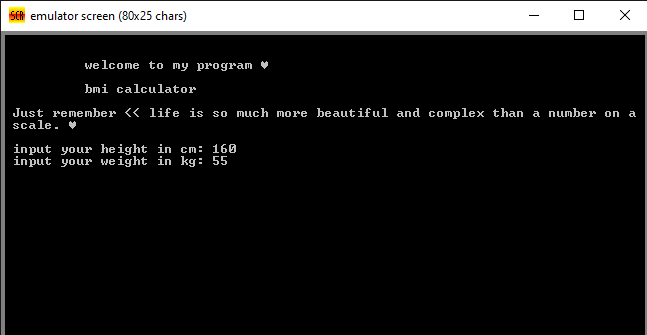 emulator screen (80x25 chars)
welcome to my program ♥
bmi calculator
Just remember << life is so much more beautiful and complex than a number on a
scale. ♥
input your height in cm: 160
input your weight in kg: 55